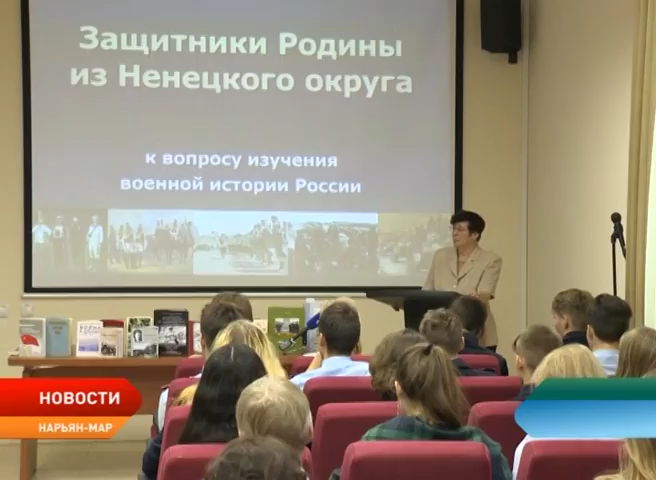 Защитники Родины
из Ненецкого округа
к вопросу изучения
военной истории России
НОВОСТИ
НАРЬЯН-МАР